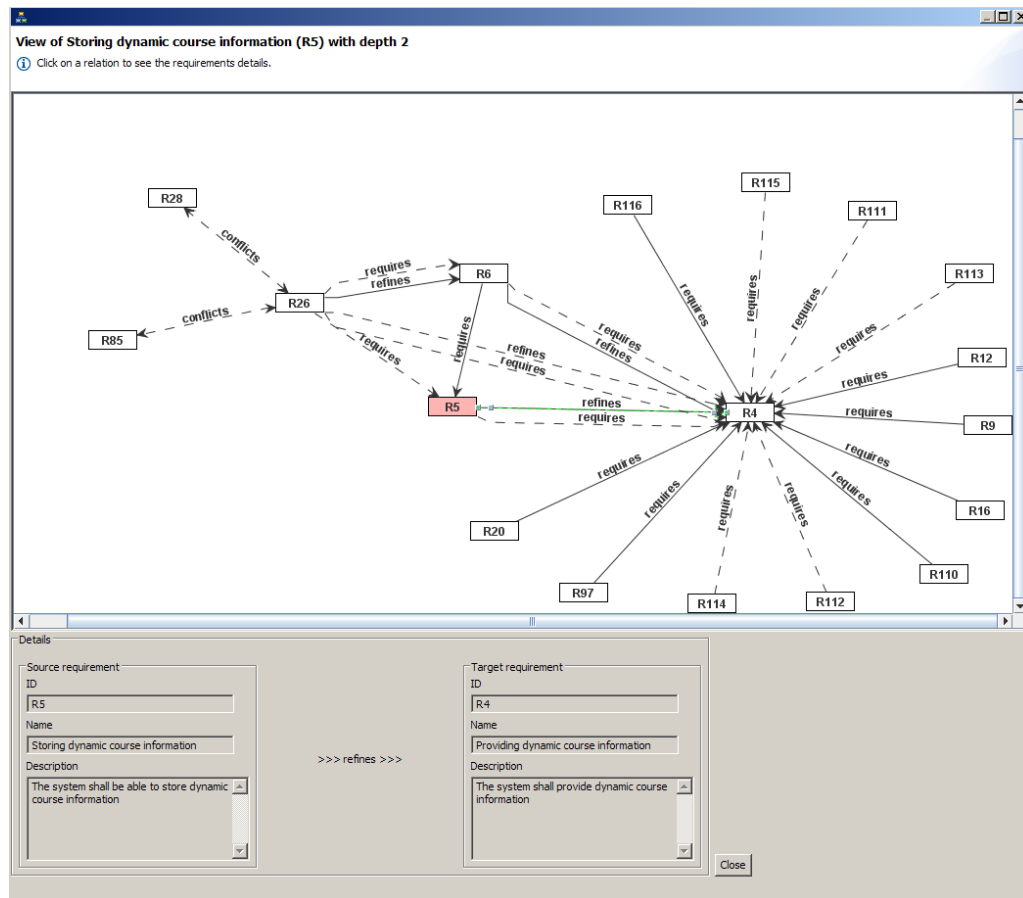 View of Storing dynamic course information (R5) with depth 2
Click on a relation to see the requirements details.
R115
R28
R116
R111
conflicts
requires
R6
R113
requires
refines
requires
requires
requires
R26
conflicts
requires
refines
requires
R85
requires
requires
refines
requires
R12
requires
R5
refines
requires
R4
requires
R9
requires
requires
requires
requires
requires
requires
requires
R16
R20
R110
R97
R114
R112
Details
Source requirement
ID
R5
Name
Storing dynamic course information
Description
The system shall be able to store dynamic
course information
>>> refines >>>
Target requirement
ID
R4
Name
Providing dynamic course information
Description
The system shall provide dynamic course
information
Close